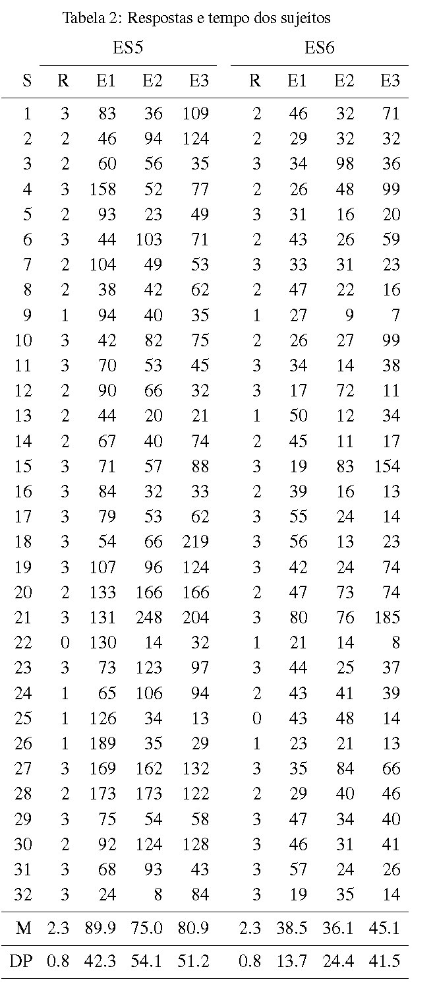 Tabela 2: Respostas e tempo dos sujeitos
ES5 ES6
S R E1 E2 E3 R E1 E2 E3
1 3 83 36 109 2 46 32 71
2 2 46 94 124 2 29 32 32
3 2 60 56 35 3 34 98 36
4 3 158 52 77 2 26 48 99
5 2 93 23 49 3 31 16 20
6 3 44 103 71 2 43 26 59
7 2 104 49 53 3 33 31 23
8 2 38 42 62 2 47 22 16
9 1 94 40 35 1 27 9 7
10 3 42 82 75 2 26 27 99
11 3 70 53 45 3 34 14 38
12 2 90 66 32 3 17 72 11
13 2 44 20 21 1 50 12 34
14 2 67 40 74 2 45 11 17
15 3 71 57 88 3 19 83 154
16 3 84 32 33 2 39 16 13
17 3 79 53 62 3 55 24 14
18 3 54 66 219 3 56 13 23
19 3 107 96 124 3 42 24 74
20 2 133 166 166 2 47 73 74
21 3 131 248 204 3 80 76 185
22 0 130 14 32 1 21 14 8
23 3 73 123 97 3 44 25 37
24 1 65 106 94 2 43 41 39
25 1 126 34 13 0 43 48 14
26 1 189 35 29 1 23 21 13
27 3 169 162 132 3 35 84 66
28 2 173 173 122 2 29 40 46
29 3 75 54 58 3 47 34 40
30 2 92 124 128 3 46 31 41
31 3 68 93 43 3 57 24 26
32 3 24 8 84 3 19 35 14
M 2.3 89.9 75.0 80.9 2.3 38.5 36.1 45.1
DP 0.8 42.3 54.1 51.2 0.8 13.7 24.4 41.5